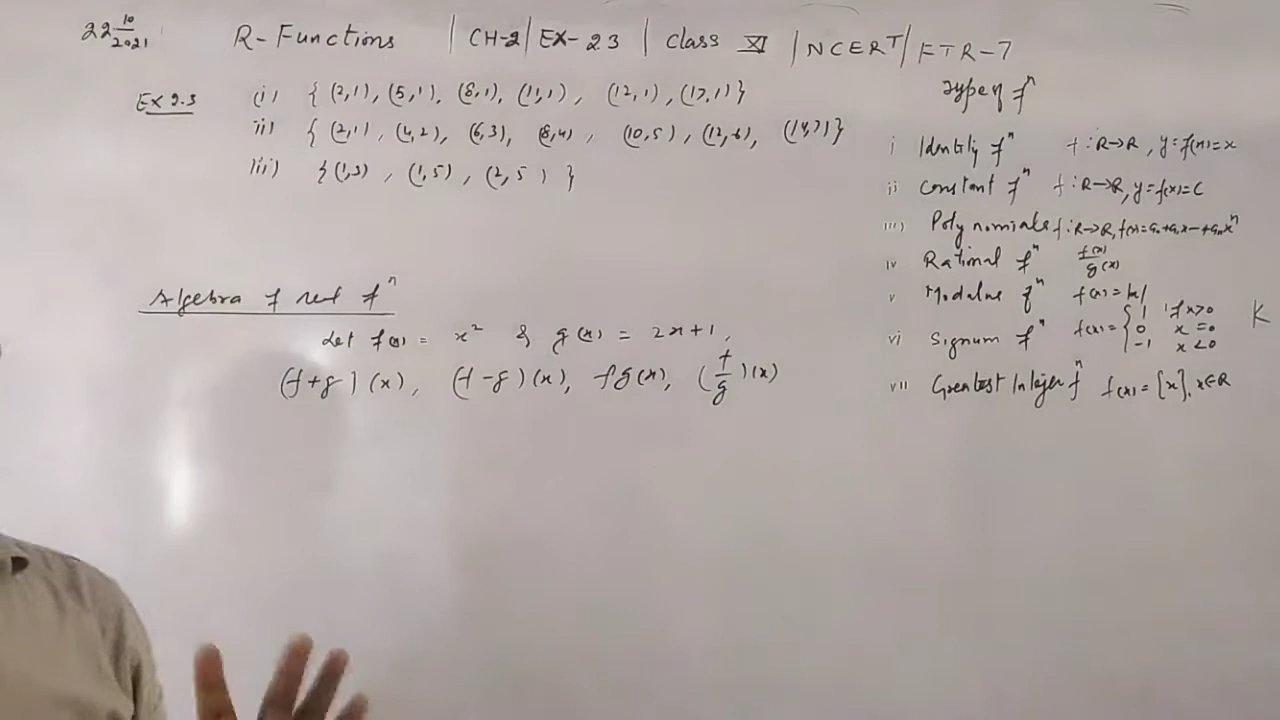 22 10/2021
R-Functions | CH-2 | EX-2.3 | Class XI | NCERT | FTR-7
EX 2.3 (i) { (2,1), (5,1), (8,1), (11,1), (12,1), (17,1) }
ii) { (2,1), (4,2), (6,3), (8,4), (10,5), (12,6), (14,7) }
iii) { (1,3), (1,5), (2,5) }
Algebra of real fⁿ
Let f(x) = x² & g(x) = 2x+1,
(f+g)(x), (f-g)(x), fg(x), (f/g)(x)
Type of fⁿ
i Identity fⁿ f:R→R, y=f(x)=x
ii Constant fⁿ f:R→R, y=f(x)=C
iii) Polynomials f:R→R, f(x)=a₀+a₁x--+aₙxⁿ
iv Rational fⁿ f(x)/g(x)
v Modulus fⁿ f(x)=|x|
vi) Signum fⁿ f(x)= { 1 if x>0
0 x=0
-1 x<0
vii Greatest Integer fⁿ f(x)=[x], x∈R
K